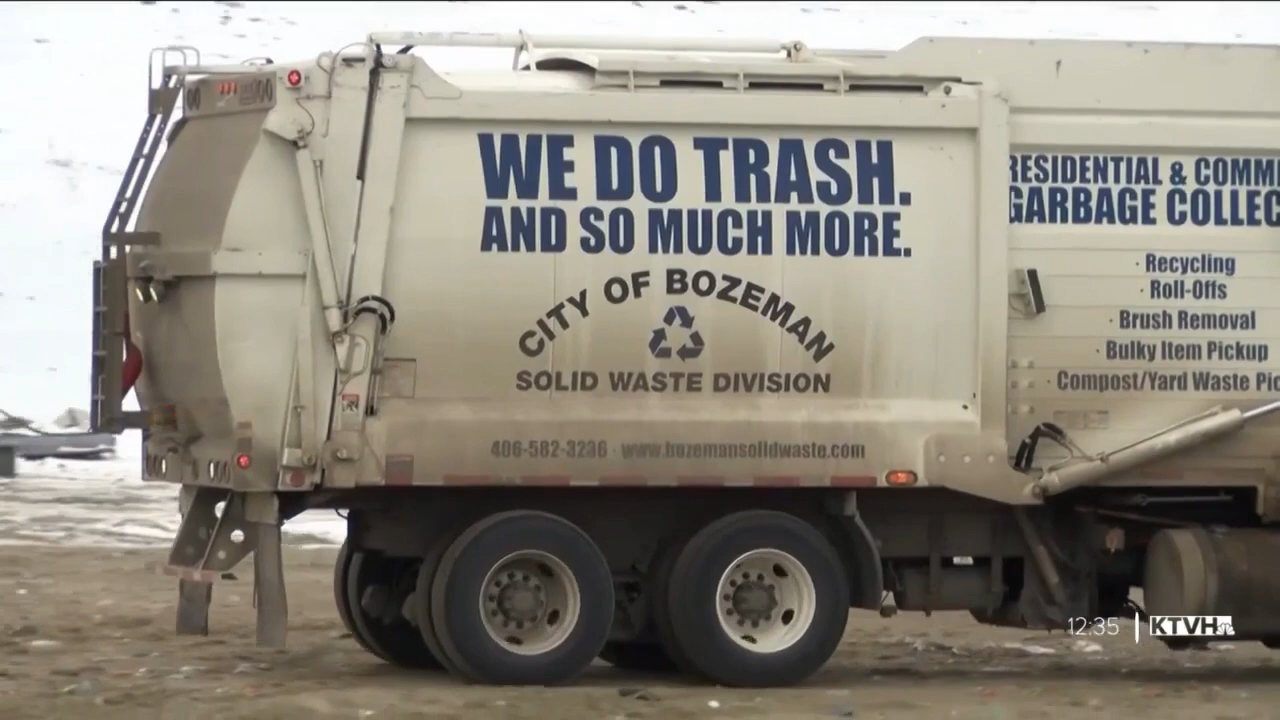 WE DO TRASH.
AND SO MUCH MORE.
CITY OF BOZEMAN
SOLID WASTE DIVISION
406-582-3236 · www.bozemansolidwaste.com
RESIDENTIAL & COMM
GARBAGE COLLEC
· Recycling
· Roll-Offs
· Brush Removal
· Bulky Item Pickup
· Compost/Yard Waste Pic
12:35
KTVH